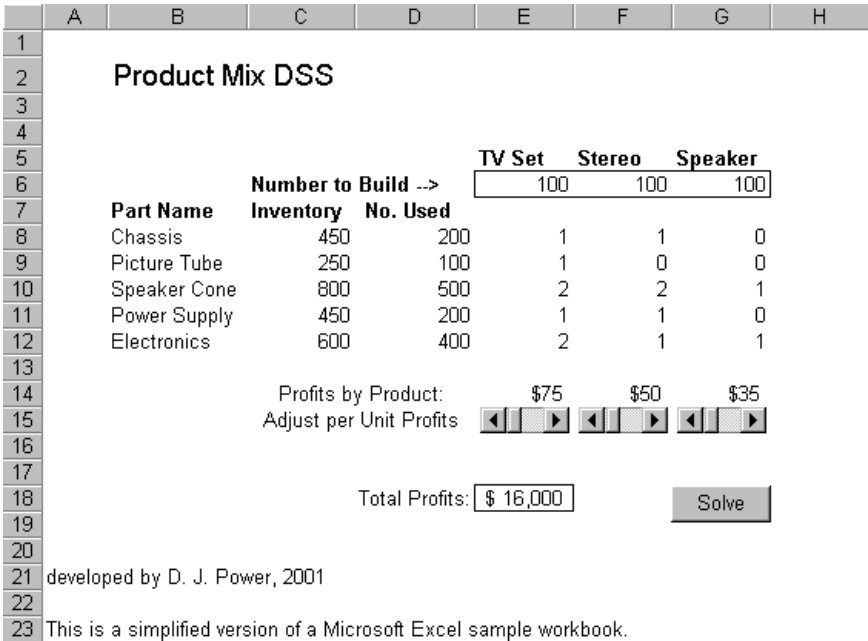 A B C D E F G H
1
2 Product Mix DSS
3
4
5 TV Set Stereo Speaker
6 Number to Build --> 100 100 100
7 Part Name Inventory No. Used
8 Chassis 450 200 1 1 0
9 Picture Tube 250 100 1 0 0
10 Speaker Cone 800 500 2 2 1
11 Power Supply 450 200 1 1 0
12 Electronics 600 400 2 1 1
13
14 Profits by Product: $75 $50 $35
15 Adjust per Unit Profits
16
17
18 Total Profits: $ 16,000 Solve
19
20
21 developed by D. J. Power, 2001
22
23 This is a simplified version of a Microsoft Excel sample workbook.